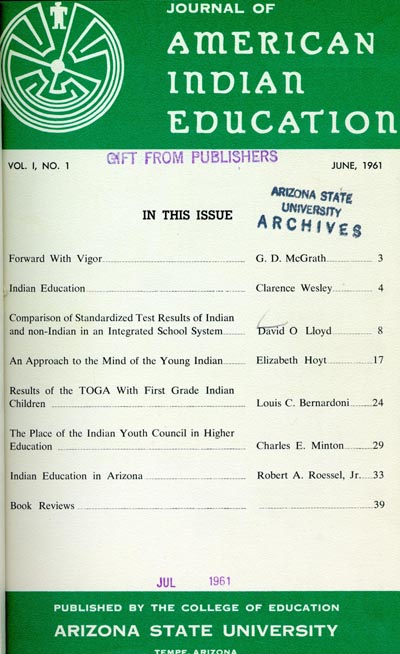 JOURNAL OF
AMERICAN
INDIAN
EDUCATION
VOL. I, NO. 1
GIFT FROM PUBLISHERS
JUNE, 1961
ARIZONA STATE
UNIVERSITY
ARCHIVES
IN THIS ISSUE
Forward With Vigor G. D. McGrath 3
Indian Education Clarence Wesley 4
Comparison of Standardized Test Results of Indian
and non-Indian in an Integrated School System David O Lloyd 8
An Approach to the Mind of the Young Indian Elizabeth Hoyt 17
Results of the TOGA With First Grade Indian
Children Louis C. Bernardoni 24
The Place of the Indian Youth Council in Higher
Education Charles E. Minton 29
Indian Education in Arizona Robert A. Roessel, Jr. 33
Book Reviews 39
JUL 1961
PUBLISHED BY THE COLLEGE OF EDUCATION
ARIZONA STATE UNIVERSITY
TEMPE, ARIZONA